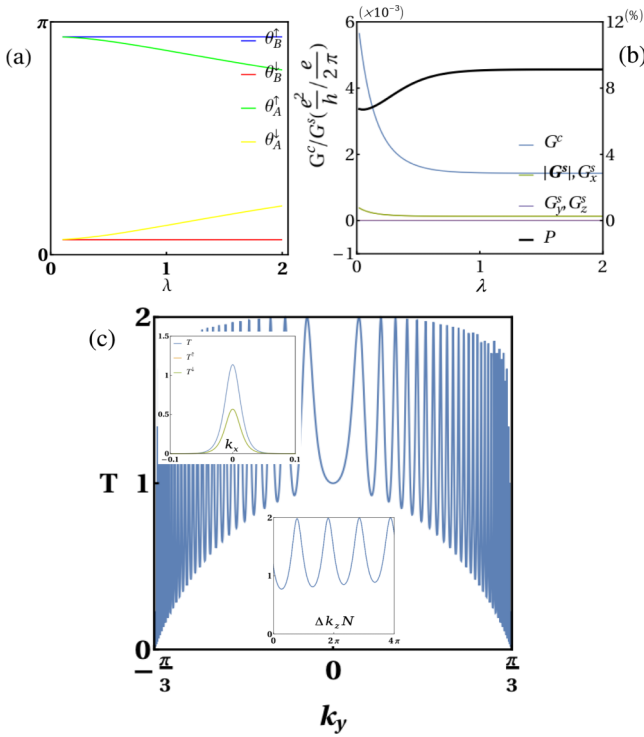 (a)
π
0
1
2
λ
θ_B^↑
θ_B^↓
θ_A^↑
θ_A^↓
(b)
(×10⁻³)
6
4
2
0
−1
12(%)
8
4
0
G^c/G^s(e²/h / e/2π)
0
1
2
λ
G^c
|G^s|, G_x^s
G_y^s, G_z^s
P
(c)
2
1
0
T
−π/3
0
π/3
k_y
1.5
1
0.5
0
−0.1
0
0.1
k_x
T
T^↓
2
1
0
0
2π
4π
Δk_zN